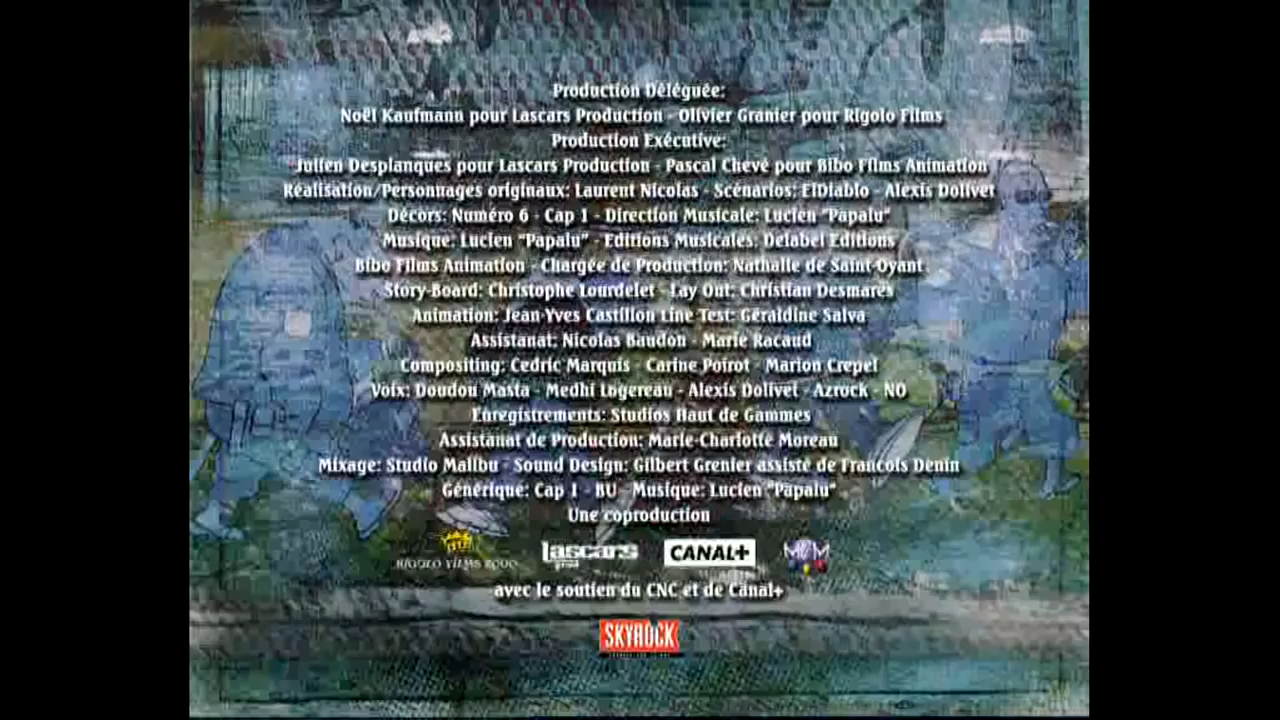 Production Déléguée:
Noël Kaufmann pour Lascars Production - Olivier Granier pour Rigolo Films
Production Exécutive:
Julien Desplanques pour Lascars Production - Pascal Chevé pour Bibo Films Animation
Réalisation/Personnages originaux: Laurent Nicolas - Scénarios: ElDiablo - Alexis Dolivet
Décors: Numéro 6 - Cap 1 - Direction Musicale: Lucien "Papalu"
Musique: Lucien "Papalu" - Editions Musicales: Delabel Editions
Bibo Films Animation - Chargée de Production: Nathalie de Saint-Oyant
Story-Board: Christophe Lourdelet - Lay Out: Christian Desmares
Animation: Jean-Yves Castillon Line Test: Géraldine Salva
Assistanat: Nicolas Baudon - Marie Racaud
Compositing: Cedric Marquis - Carine Poirot - Marion Crepel
Voix: Doudou Masta - Medhi Logereau - Alexis Dolivet - Azrock - NO
Enregistrements: Studios Haut de Gammes
Assistanat de Production: Marie-Charlotte Moreau
Mixage: Studio Malibu - Sound Design: Gilbert Grenier assisté de Francois Denin
Générique: Cap 1 - BU - Musique: Lucien "Papalu"
Une coproduction
RIGOLO FILMS 2000 lascars prod CANAL+ MCM
avec le soutien du CNC et de Canal+
SKYROCK